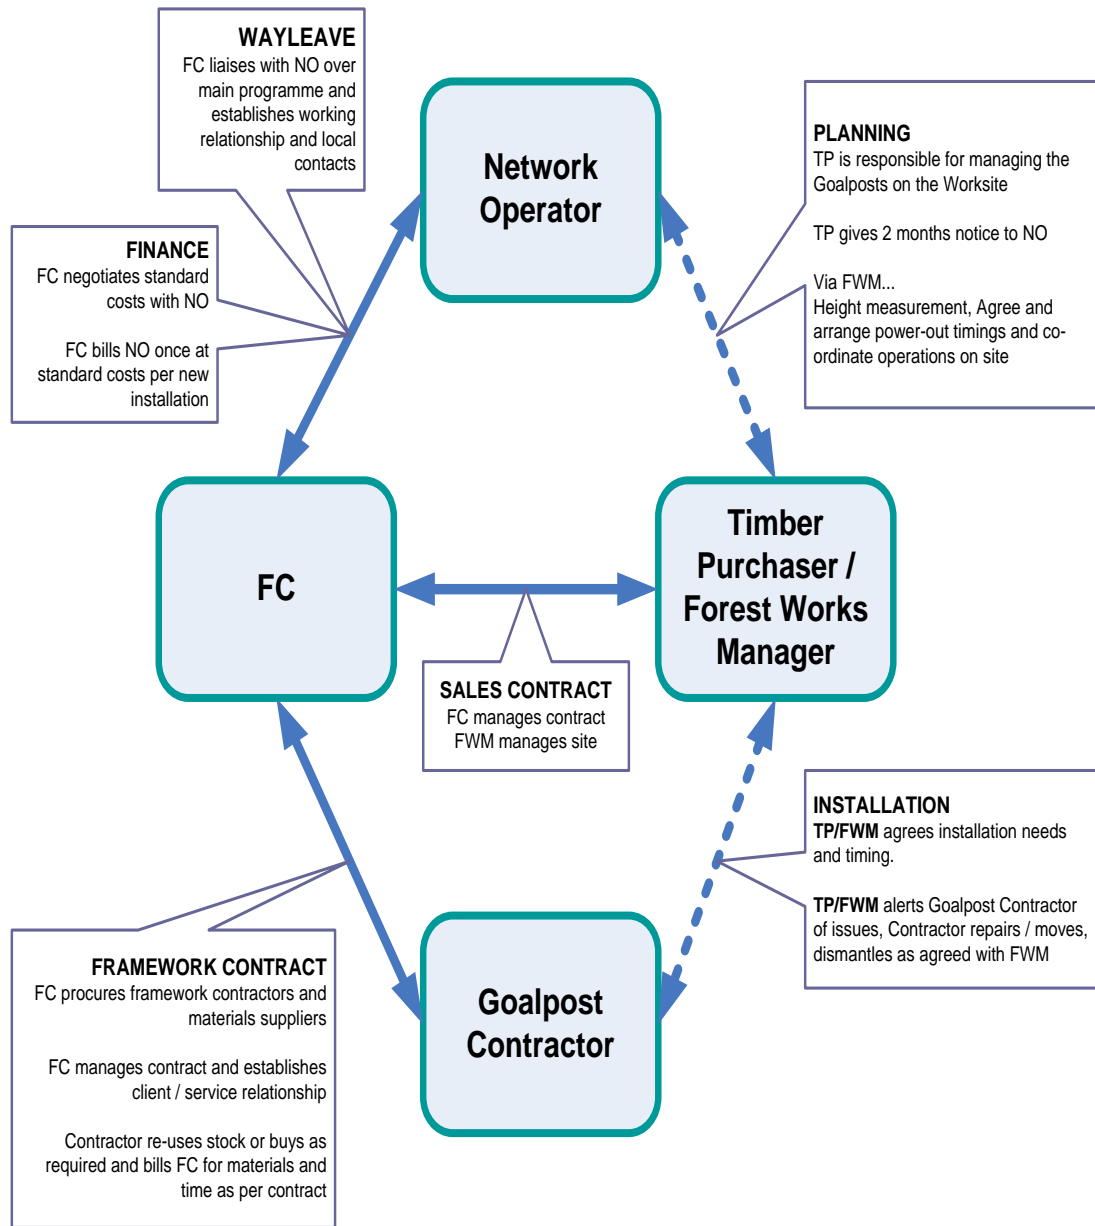 WAYLEAVE
FC liaises with NO over
main programme and
establishes working
relationship and local
contacts
Network
Operator
PLANNING
TP is responsible for managing the
Goalposts on the Worksite
TP gives 2 months notice to NO
Via FWM...
Height measurement, Agree and
arrange power-out timings and co-
ordinate operations on site
FINANCE
FC negotiates standard
costs with NO
FC bills NO once at
standard costs per new
installation
FC
Timber
Purchaser /
Forest Works
Manager
SALES CONTRACT
FC manages contract
FWM manages site
INSTALLATION
TP/FWM agrees installation needs
and timing.
TP/FWM alerts Goalpost Contractor
of issues, Contractor repairs / moves,
dismantles as agreed with FWM
FRAMEWORK CONTRACT
FC procures framework contractors and
materials suppliers
FC manages contract and establishes
client / service relationship
Contractor re-uses stock or buys as
required and bills FC for materials and
time as per contract
Goalpost
Contractor